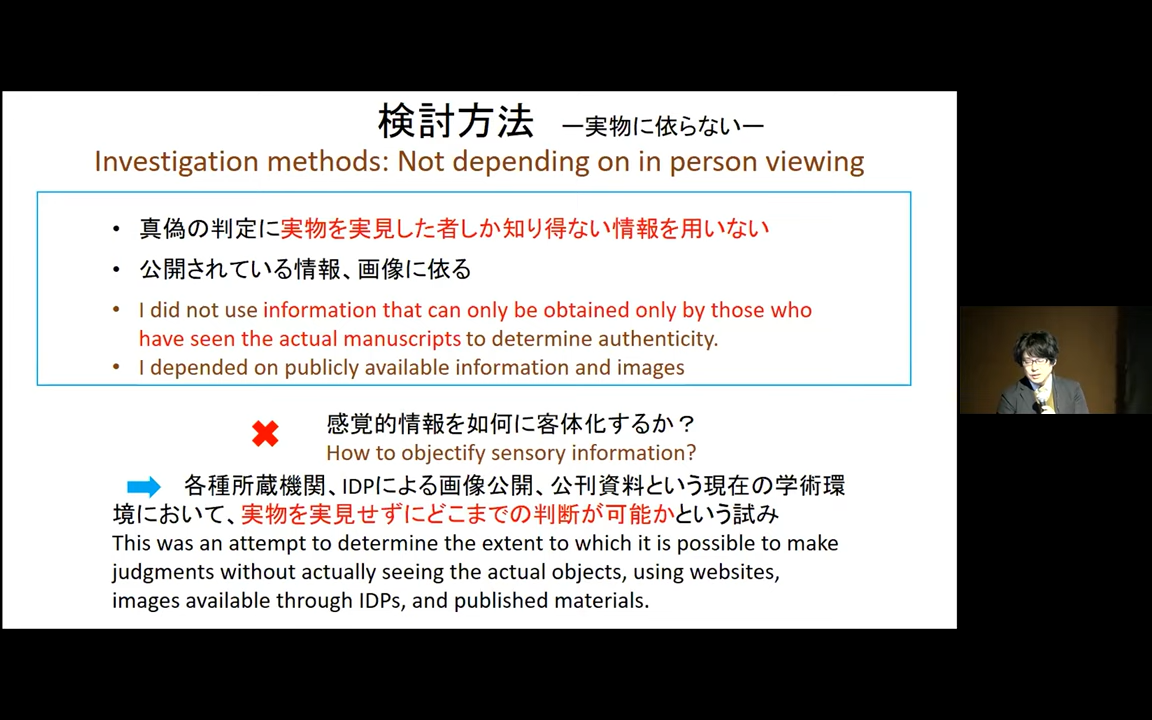 検討方法 ー実物に依らないー
Investigation methods: Not depending on in person viewing
• 真偽の判定に実物を実見した者しか知り得ない情報を用いない
• 公開されている情報、画像に依る
• I did not use information that can only be obtained only by those who
have seen the actual manuscripts to determine authenticity.
• I depended on publicly available information and images
感覚的情報を如何に客体化するか？
How to objectify sensory information?
各種所蔵機関、IDPによる画像公開、公刊資料という現在の学術環
境において、実物を実見せずにどこまでの判断が可能かという試み
This was an attempt to determine the extent to which it is possible to make
judgments without actually seeing the actual objects, using websites,
images available through IDPs, and published materials.